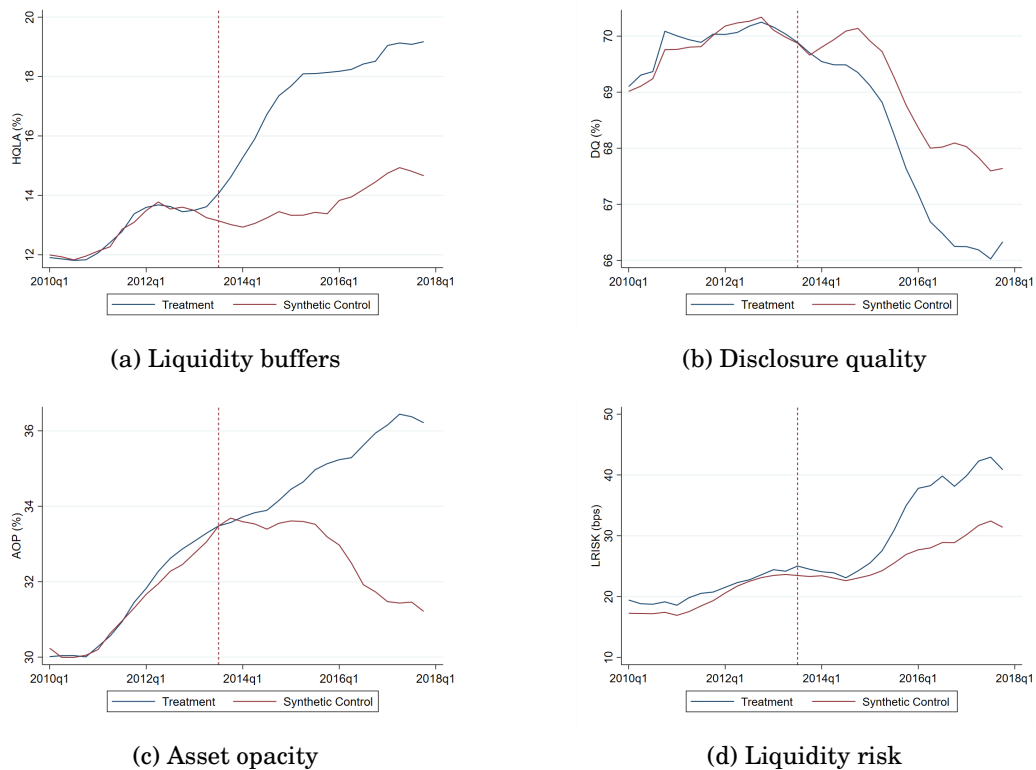 HQLA (%)
20
18
16
14
12
2010q1 2012q1 2014q1 2016q1 2018q1
Treatment Synthetic Control
(a) Liquidity buffers
DQ (%)
70
69
68
67
66
2010q1 2012q1 2014q1 2016q1 2018q1
Treatment Synthetic Control
(b) Disclosure quality
AOP (%)
36
34
32
30
2010q1 2012q1 2014q1 2016q1 2018q1
Treatment Synthetic Control
(c) Asset opacity
LRISK (bps)
50
40
30
20
10
2010q1 2012q1 2014q1 2016q1 2018q1
Treatment Synthetic Control
(d) Liquidity risk